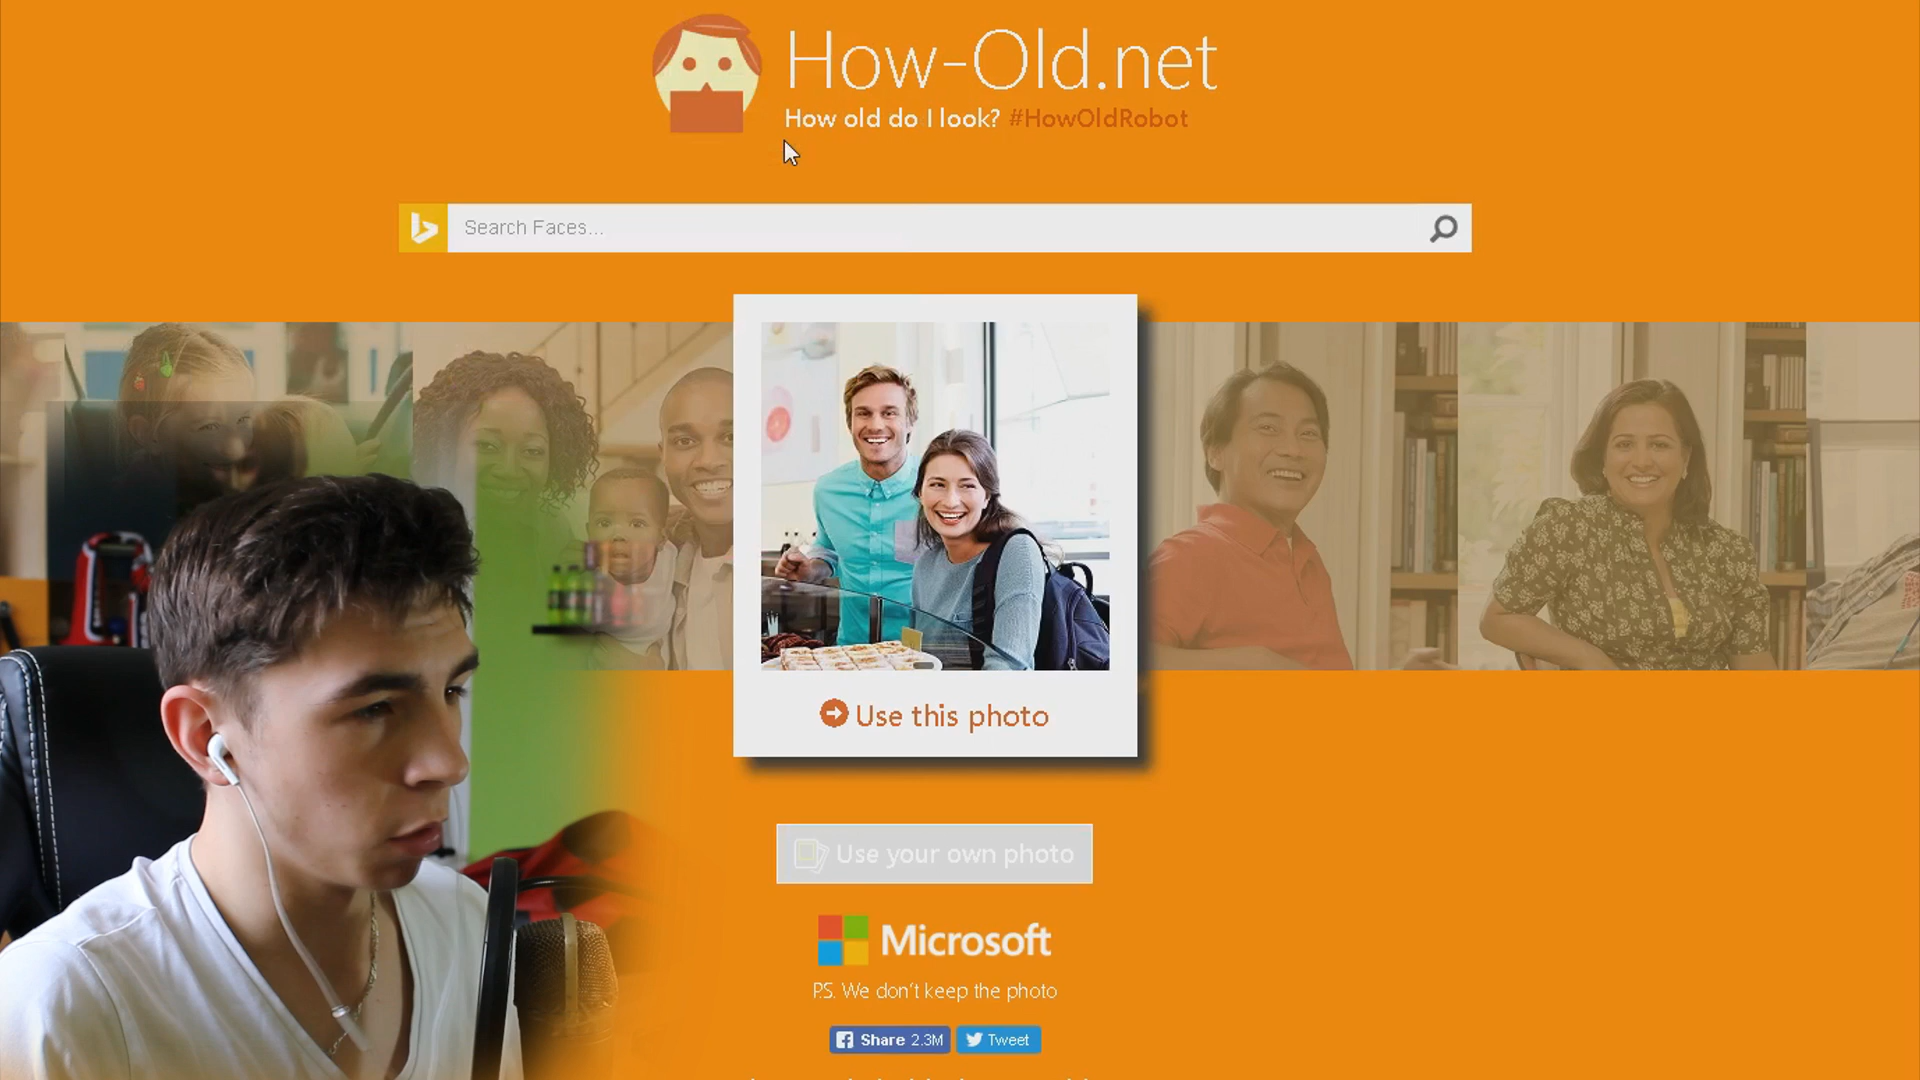 How-Old.net
How old do I look? #HowOldRobot
Search Faces...
Use this photo
Use your own photo
Microsoft
P.S. We don't keep the photo
Share 2.3M
Tweet